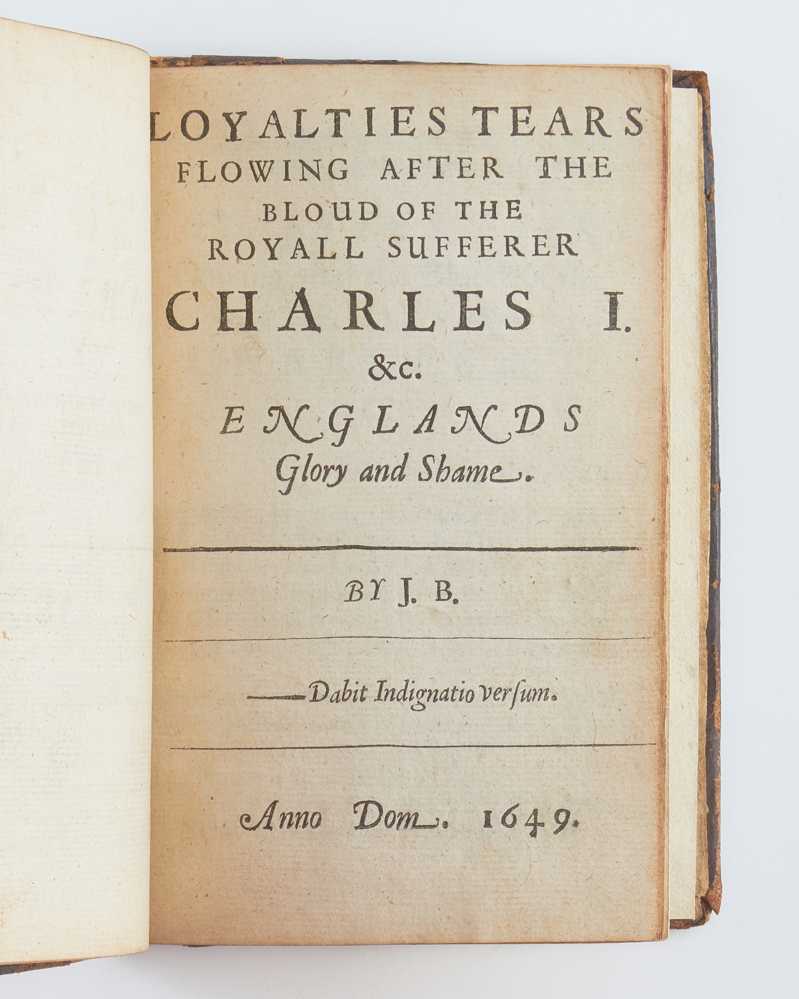 LOYALTIES TEARS
FLOWING AFTER THE
BLOUD OF THE
ROYALL SUFFERER
CHARLES I.
&c.
ENGLANDS
Glory and Shame.
BY J. B.
——Dabit Indignatio verſum.
Anno Dom. 1649.